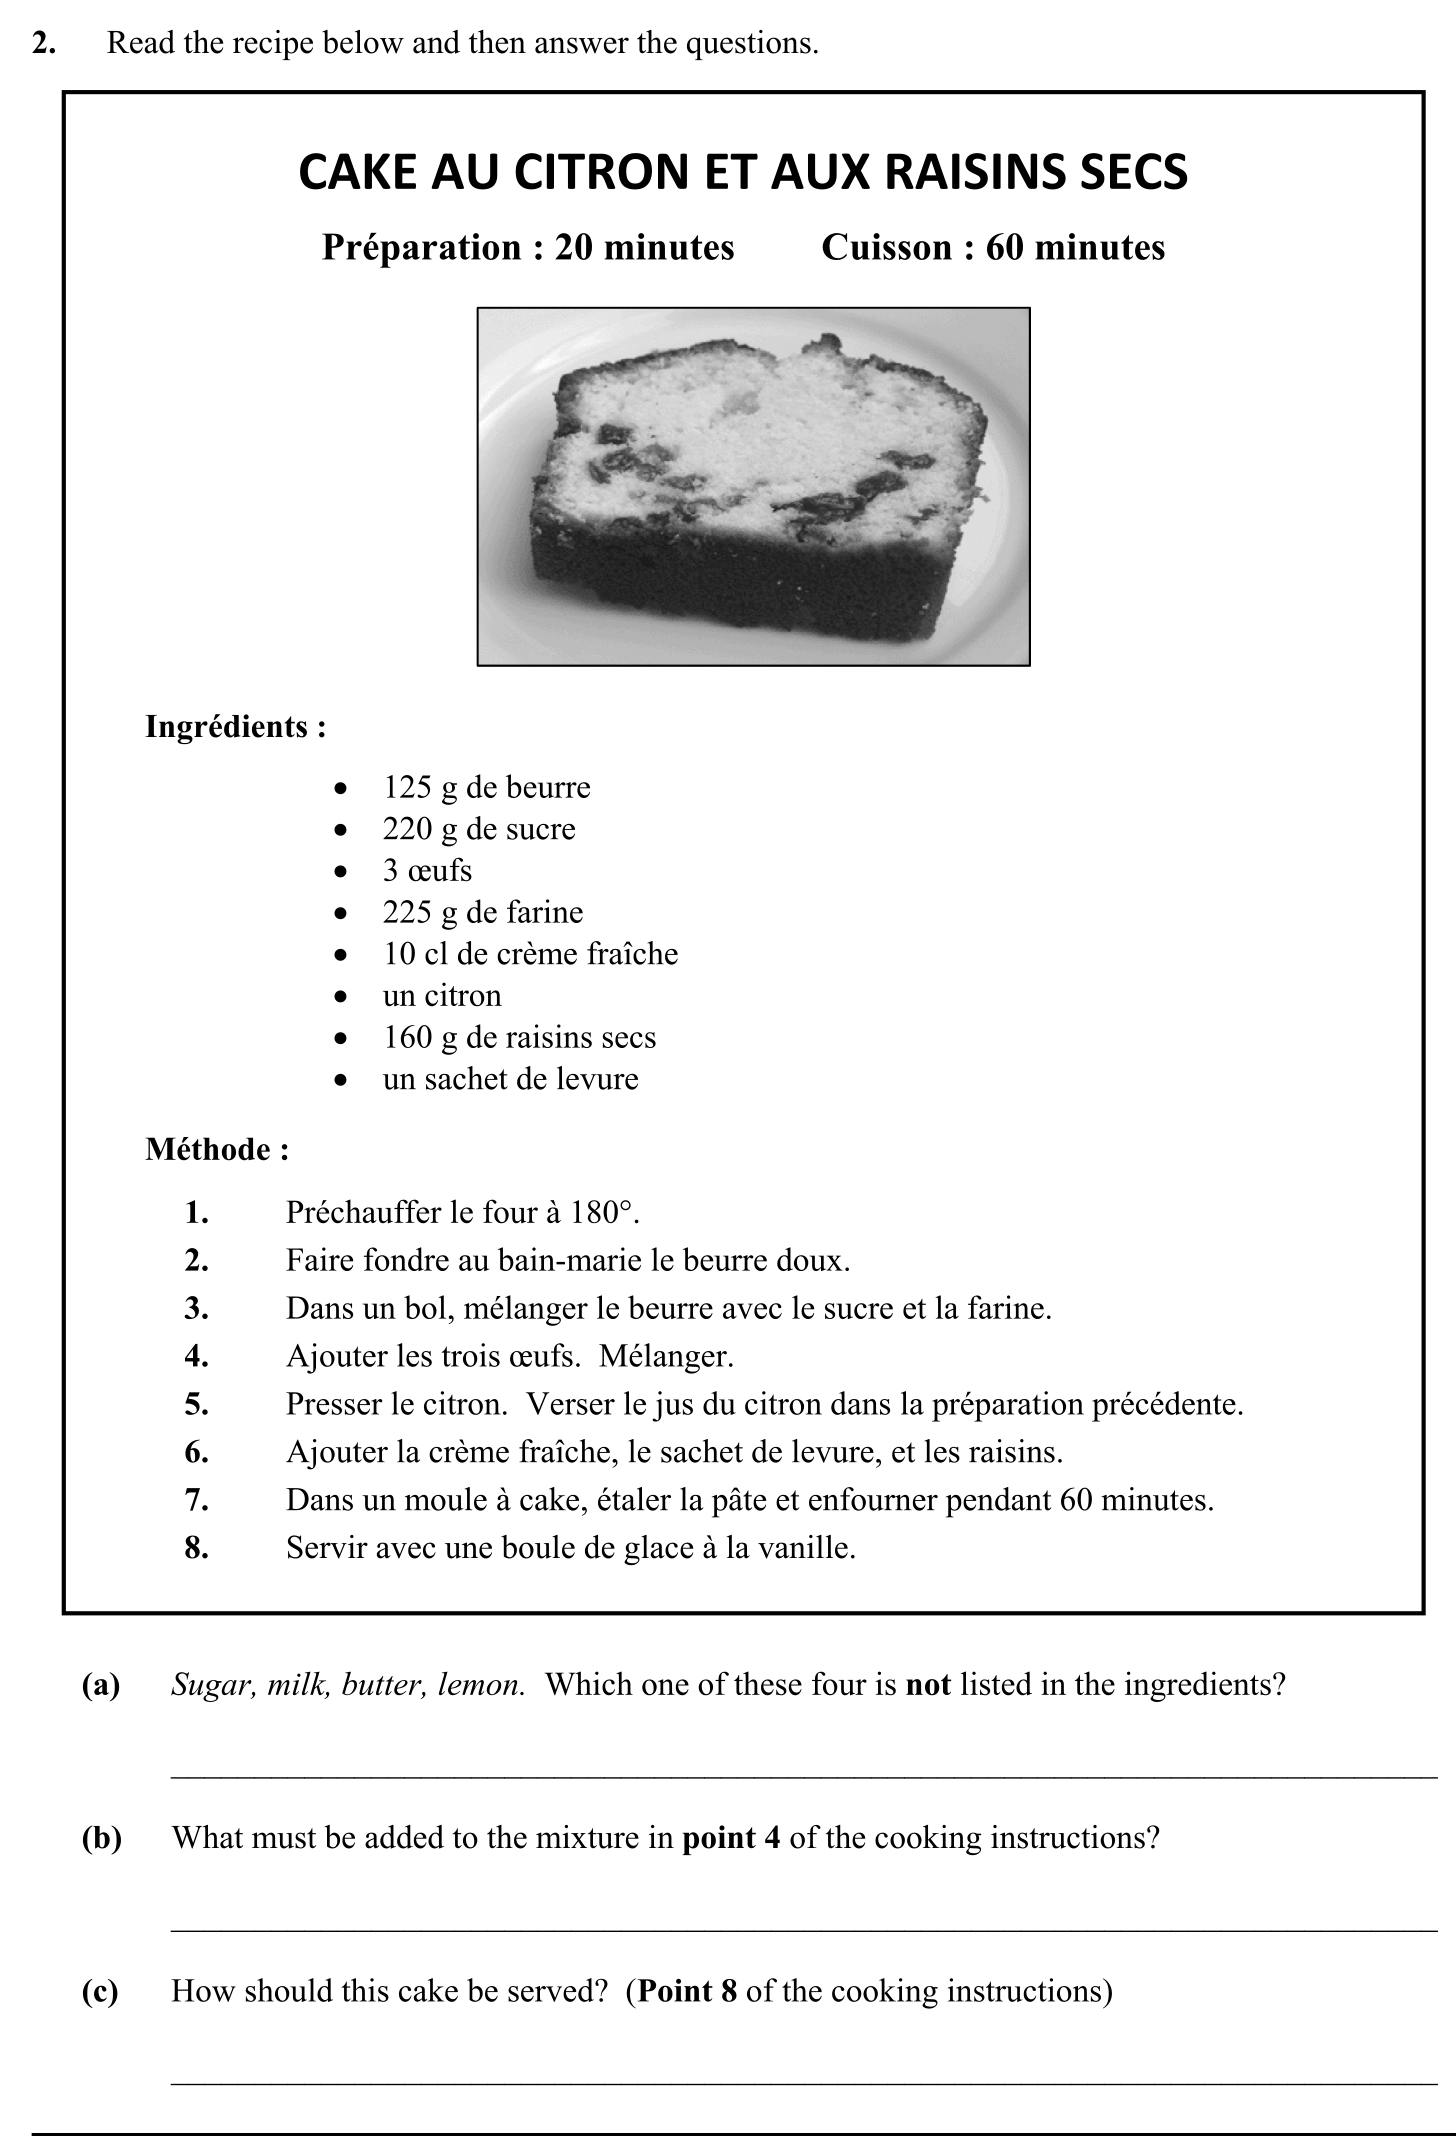 2. Read the recipe below and then answer the questions.
CAKE AU CITRON ET AUX RAISINS SECS
Préparation : 20 minutes Cuisson : 60 minutes
Ingrédients :
• 125 g de beurre
• 220 g de sucre
• 3 œufs
• 225 g de farine
• 10 cl de crème fraîche
• un citron
• 160 g de raisins secs
• un sachet de levure
Méthode :
1. Préchauffer le four à 180°.
2. Faire fondre au bain-marie le beurre doux.
3. Dans un bol, mélanger le beurre avec le sucre et la farine.
4. Ajouter les trois œufs. Mélanger.
5. Presser le citron. Verser le jus du citron dans la préparation précédente.
6. Ajouter la crème fraîche, le sachet de levure, et les raisins.
7. Dans un moule à cake, étaler la pâte et enfourner pendant 60 minutes.
8. Servir avec une boule de glace à la vanille.
(a) Sugar, milk, butter, lemon. Which one of these four is not listed in the ingredients?
(b) What must be added to the mixture in point 4 of the cooking instructions?
(c) How should this cake be served? (Point 8 of the cooking instructions)